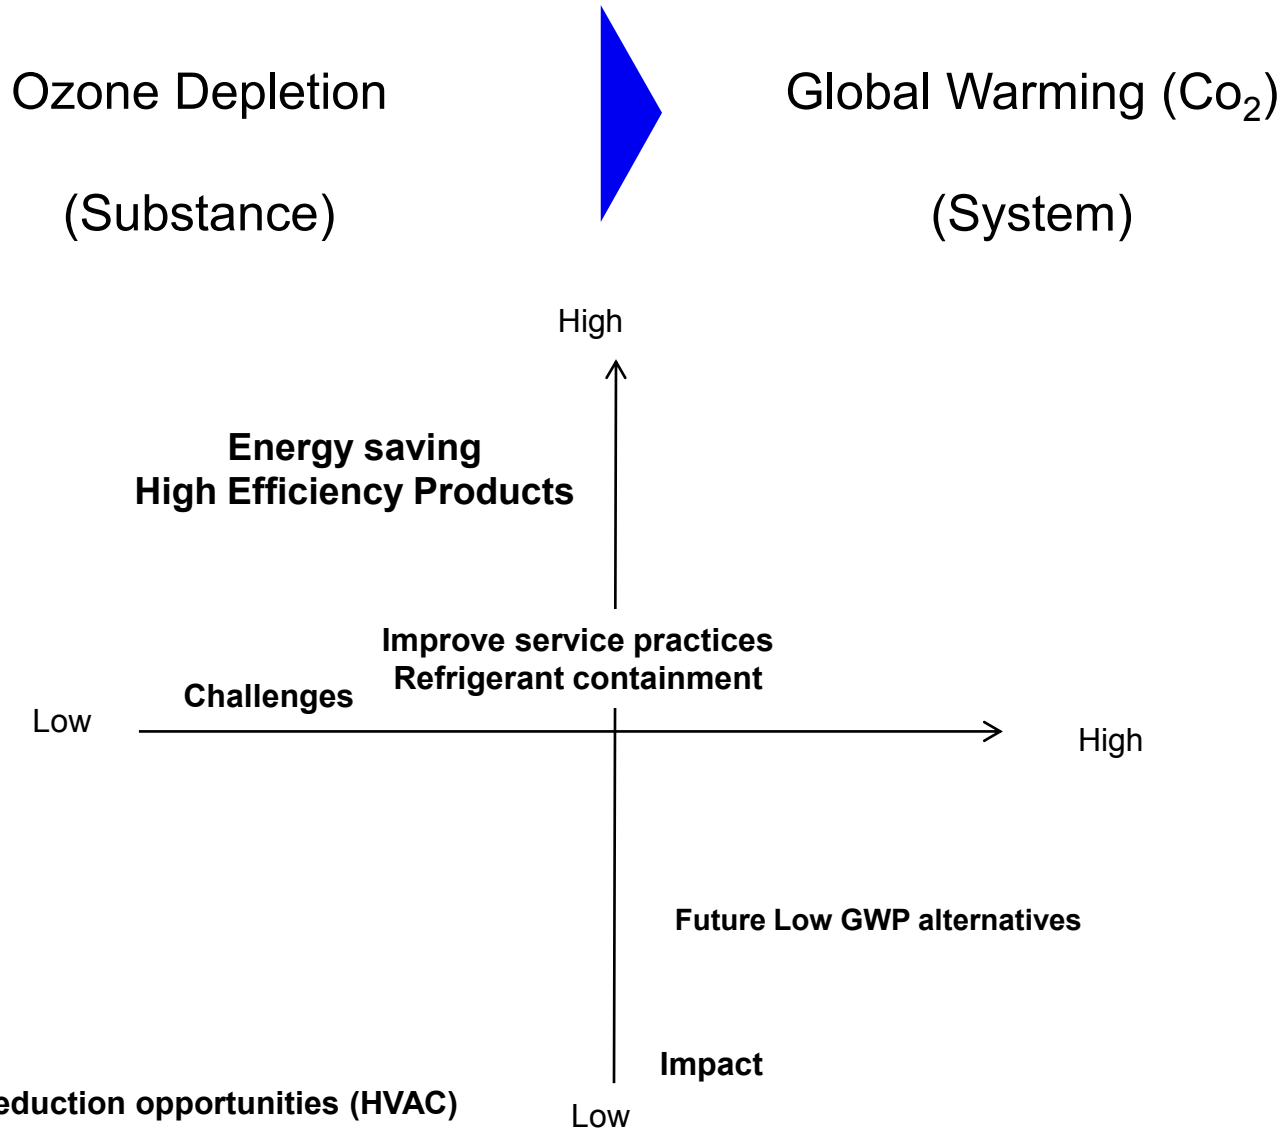 Ozone Depletion
Global Warming (Co₂)
(Substance)
(System)
High
Energy saving
High Efficiency Products
Improve service practices
Refrigerant containment
Challenges
Low
High
Future Low GWP alternatives
Impact
eduction opportunities (HVAC)
Low